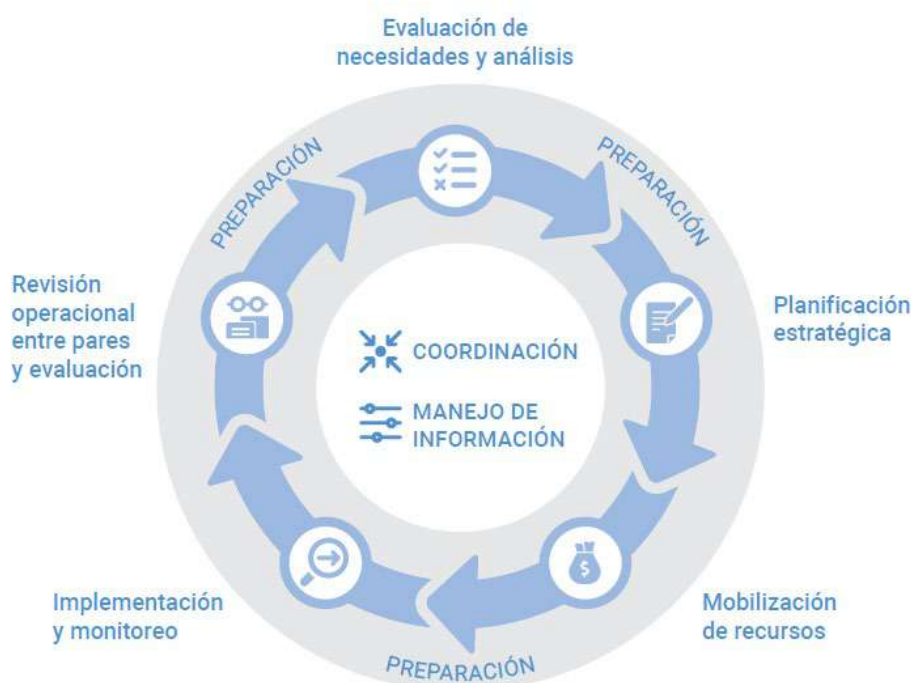 Evaluación de
necesidades y análisis
PREPARACIÓN
PREPARACIÓN
Revisión
operacional
entre pares
y evaluación
Planificación
estratégica
COORDINACIÓN
MANEJO DE
INFORMACIÓN
$
Implementación
y monitoreo
Mobilización
de recursos
PREPARACIÓN